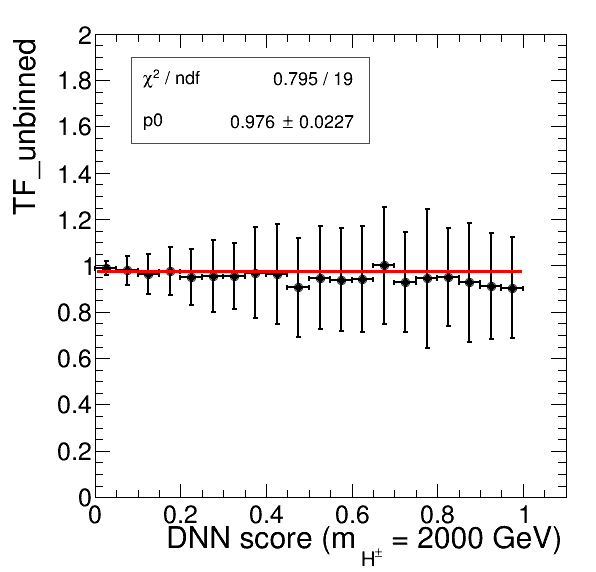 TF_unbinned
2
1.8
1.6
1.4
1.2
1
0.8
0.6
0.4
0.2
0
χ² / ndf 0.795 / 19
p0 0.976 ± 0.0227
0 0.2 0.4 0.6 0.8 1
DNN score (m_H± = 2000 GeV)